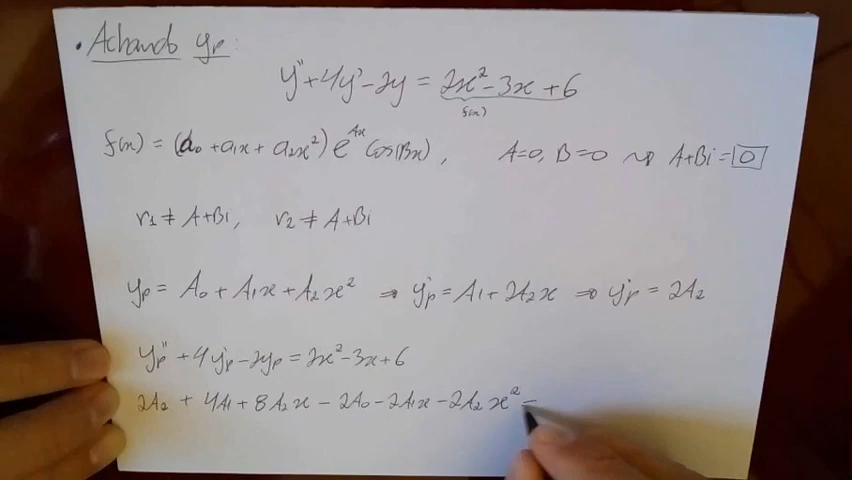 • Achando yp:
y'' + 4y' - 2y = 2x² - 3x + 6
f(x)
f(x) = (a₀ + a₁x + a₂x²) e^Ax cos(Bx), A=0, B=0 ⇝ A+Bi = 0
r₁ ≠ A+Bi, r₂ ≠ A+Bi
yp = A₀ + A₁x + A₂x² ⇒ y'p = A₁ + 2A₂x ⇒ y''p = 2A₂
yp'' + 4y'p - 2yp = 2x² - 3x + 6
2A₂ + 4A₁ + 8A₂x - 2A₀ - 2A₁x - 2A₂x² =